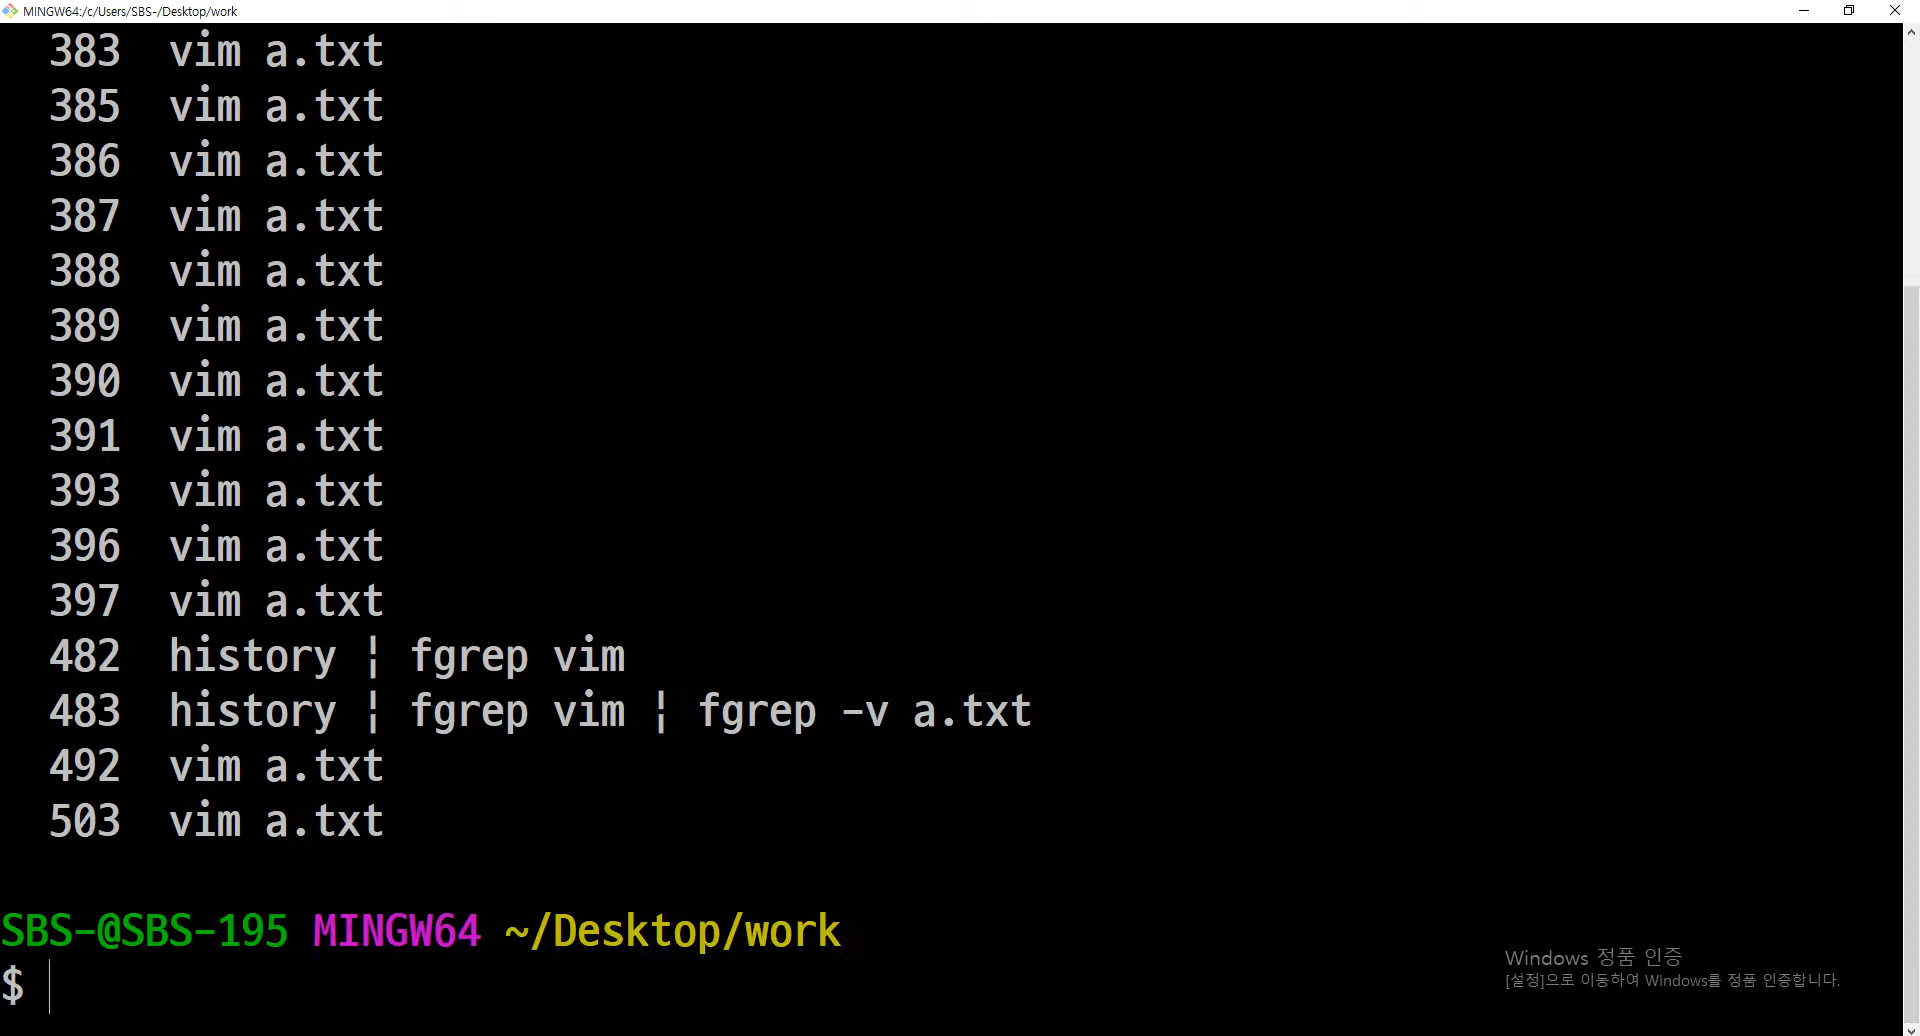 MINGW64:/c/Users/SBS-/Desktop/work
383 vim a.txt
385 vim a.txt
386 vim a.txt
387 vim a.txt
388 vim a.txt
389 vim a.txt
390 vim a.txt
391 vim a.txt
393 vim a.txt
396 vim a.txt
397 vim a.txt
482 history | fgrep vim
483 history | fgrep vim | fgrep -v a.txt
492 vim a.txt
503 vim a.txt
SBS-@SBS-195 MINGW64 ~/Desktop/work
$
Windows 정품 인증
[설정]으로 이동하여 Windows를 정품 인증합니다.